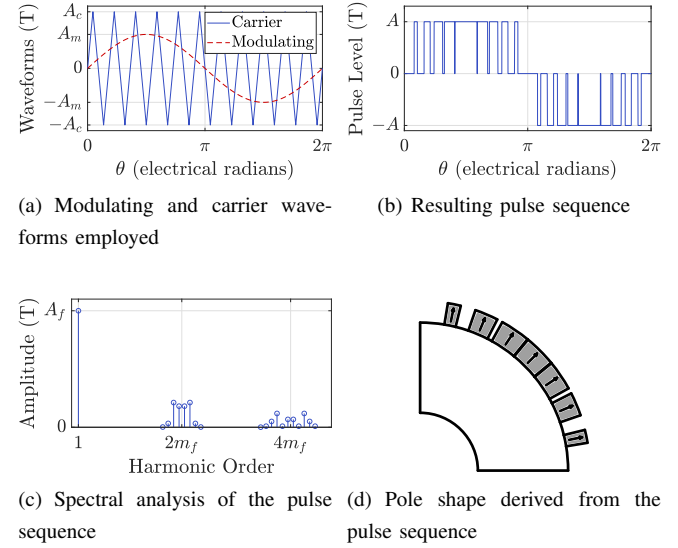 Waveforms (T)
A_c
A_m
0
−A_m
−A_c
Carrier
Modulating
0
π
2π
θ (electrical radians)
(a) Modulating and carrier wave-
forms employed
Pulse Level (T)
A
0
−A
0
π
2π
θ (electrical radians)
(b) Resulting pulse sequence
Amplitude (T)
A_f
0
1
2m_f
4m_f
Harmonic Order
(c) Spectral analysis of the pulse
sequence
(d) Pole shape derived from the
pulse sequence